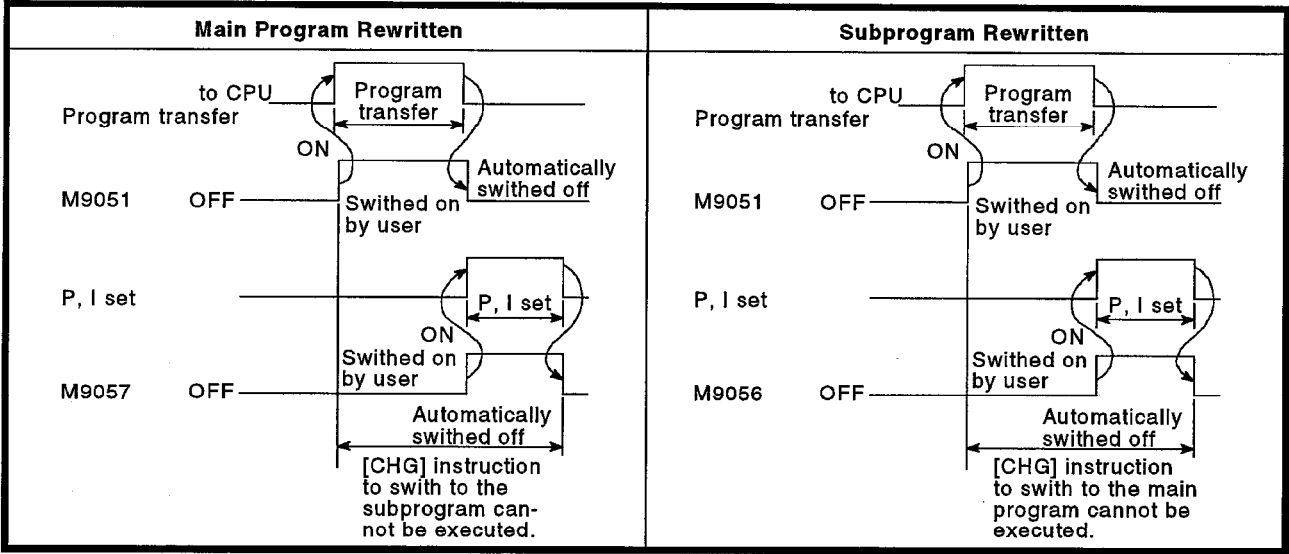 Main Program Rewritten
to CPU
Program transfer
Program
transfer
ON
Automatically
swithed off
M9051
OFF
Swithed on
by user
P, I set
P, I set
ON
Swithed on
by user
M9057
OFF
Automatically
swithed off
[CHG] instruction
to swith to the
subprogram can-
not be executed.
Subprogram Rewritten
to CPU
Program transfer
Program
transfer
ON
Automatically
swithed off
M9051
OFF
Swithed on
by user
P, I set
P, I set
ON
Swithed on
by user
M9056
OFF
Automatically
swithed off
[CHG] instruction
to swith to the main
program cannot be
executed.